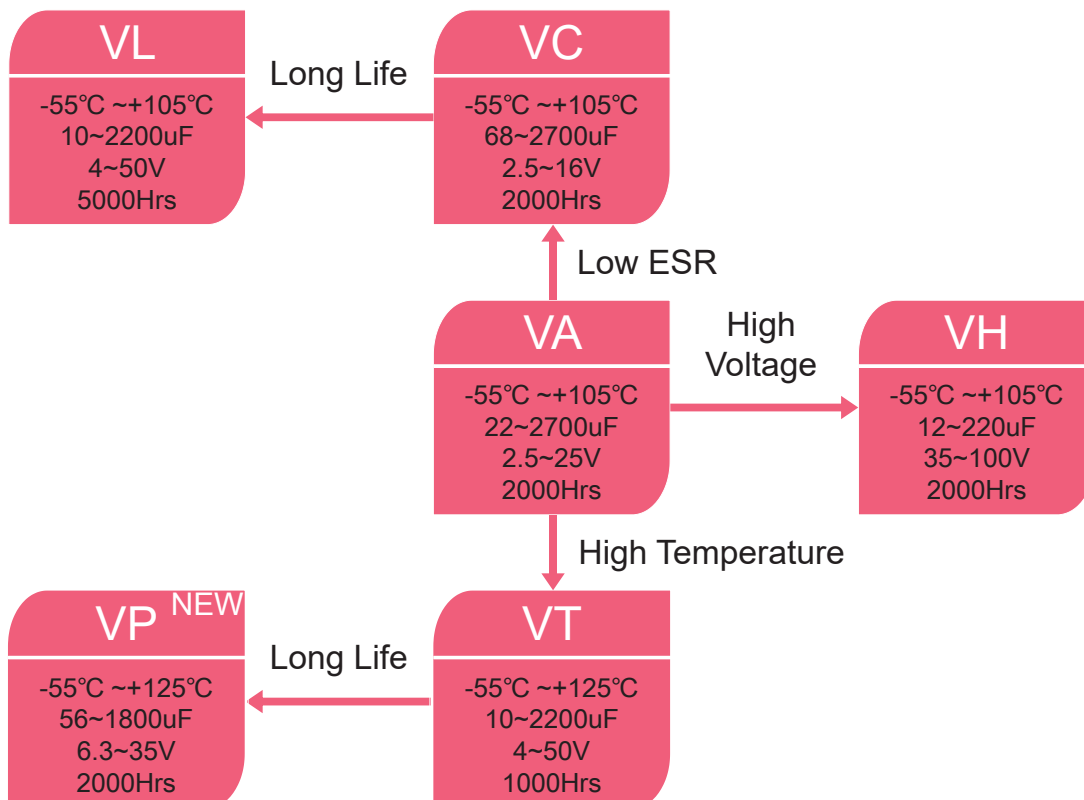 VL
-55℃ ~+105℃
10~2200uF
4~50V
5000Hrs
Long Life
VC
-55℃ ~+105℃
68~2700uF
2.5~16V
2000Hrs
Low ESR
VA
-55℃ ~+105℃
22~2700uF
2.5~25V
2000Hrs
High
Voltage
VH
-55℃ ~+105℃
12~220uF
35~100V
2000Hrs
High Temperature
VP NEW
-55℃ ~+125℃
56~1800uF
6.3~35V
2000Hrs
Long Life
VT
-55℃ ~+125℃
10~2200uF
4~50V
1000Hrs